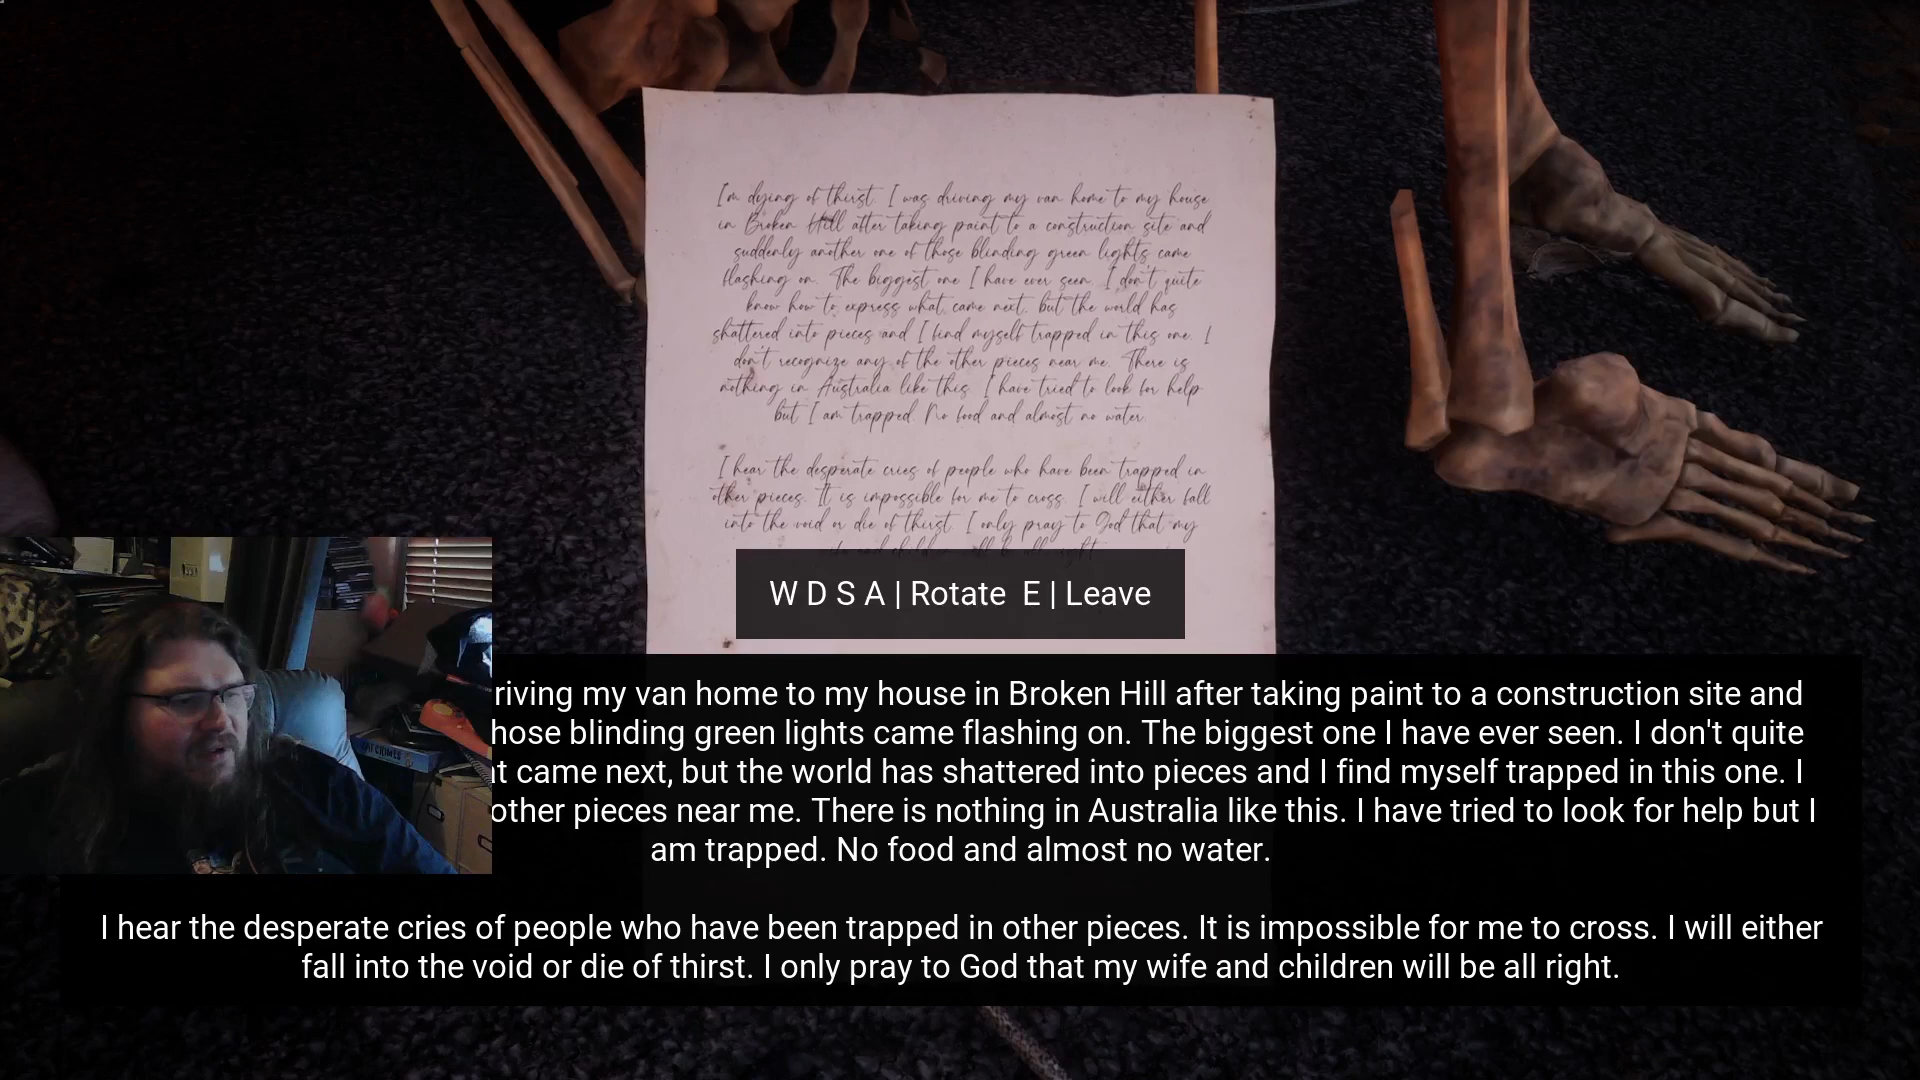 I'm dying of thirst. I was driving my van home to my house
in Broken Hill after taking paint to a construction site and
suddenly another one of those blinding green lights came
flashing on. The biggest one I have ever seen. I don't quite
know how to express what came next, but the world has
shattered into pieces and I find myself trapped in this one. I
don't recognize any of the other pieces near me. There is
nothing in Australia like this. I have tried to look for help
but I am trapped. No food and almost no water.
I hear the desperate cries of people who have been trapped in
other pieces. It is impossible for me to cross. I will either fall
into the void or die of thirst. I only pray to God that my
W D S A | Rotate E | Leave
riving my van home to my house in Broken Hill after taking paint to a construction site and
hose blinding green lights came flashing on. The biggest one I have ever seen. I don't quite
t came next, but the world has shattered into pieces and I find myself trapped in this one. I
other pieces near me. There is nothing in Australia like this. I have tried to look for help but I
am trapped. No food and almost no water.
I hear the desperate cries of people who have been trapped in other pieces. It is impossible for me to cross. I will either
fall into the void or die of thirst. I only pray to God that my wife and children will be all right.